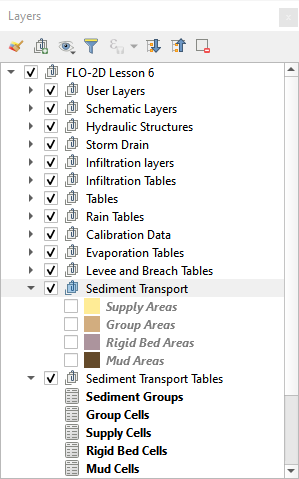 Layers
FLO-2D Lesson 6
User Layers
Schematic Layers
Hydraulic Structures
Storm Drain
Infiltration layers
Infiltration Tables
Tables
Rain Tables
Calibration Data
Evaporation Tables
Levee and Breach Tables
Sediment Transport
Supply Areas
Group Areas
Rigid Bed Areas
Mud Areas
Sediment Transport Tables
Sediment Groups
Group Cells
Supply Cells
Rigid Bed Cells
Mud Cells